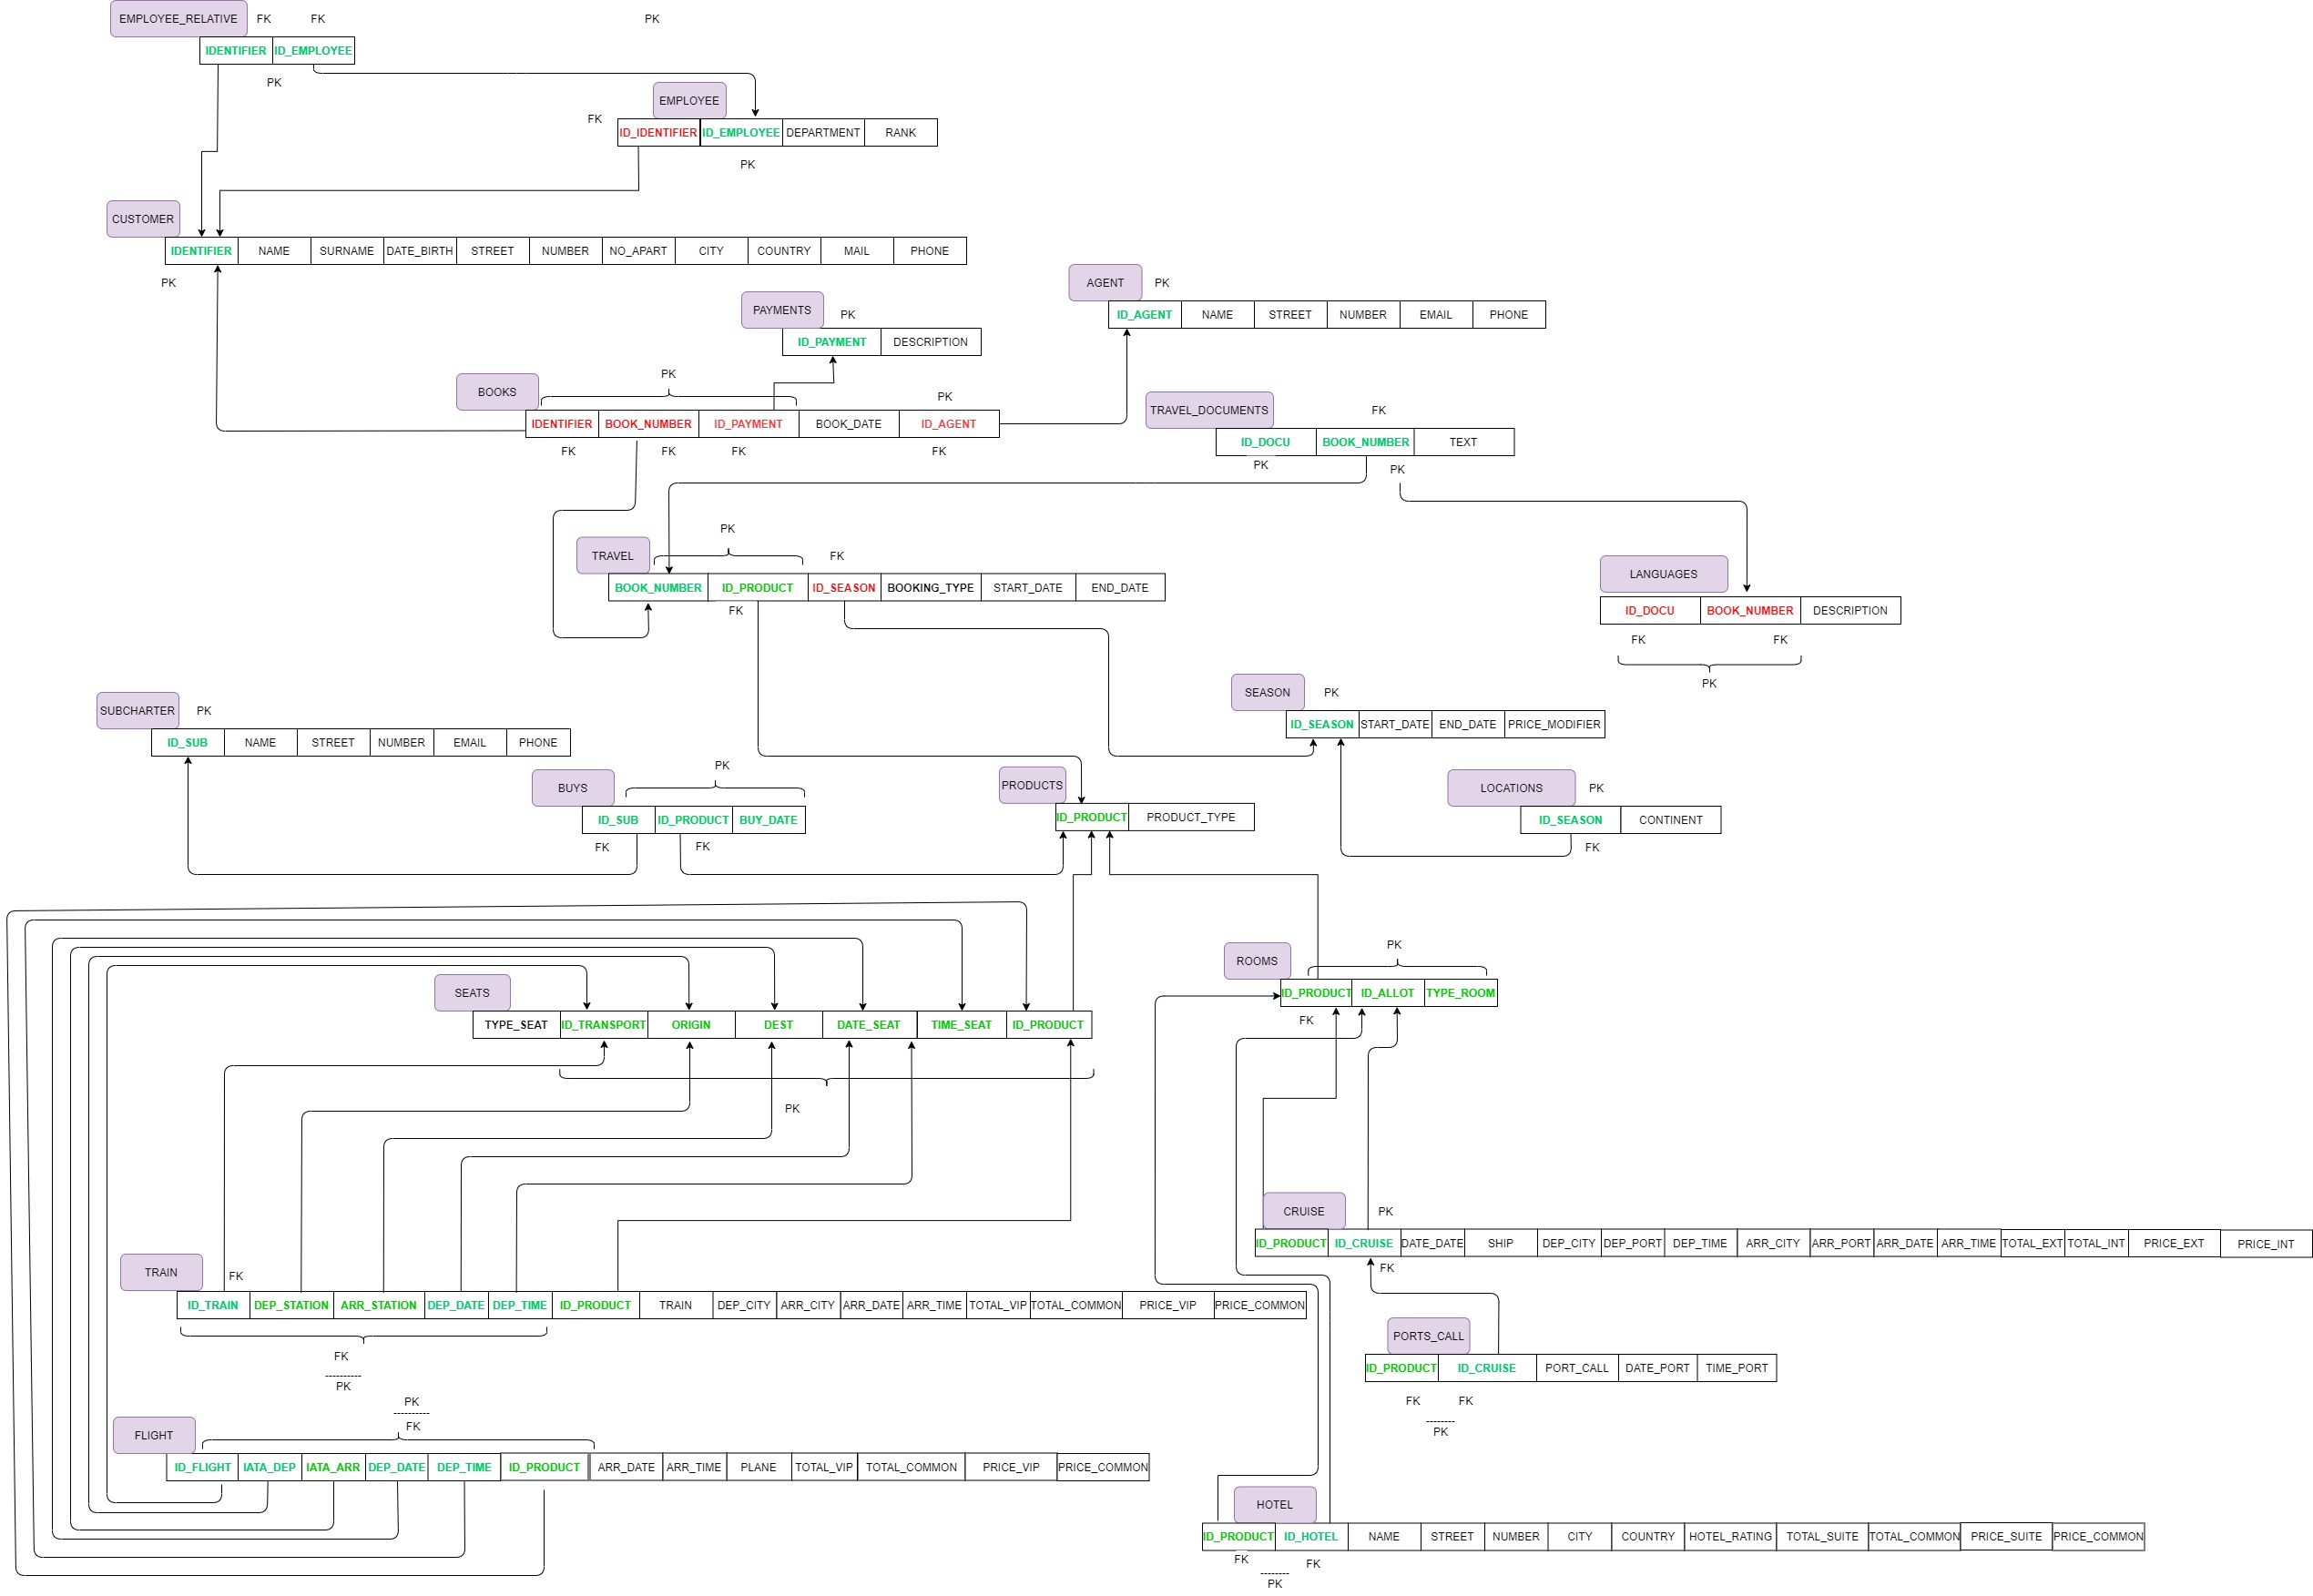 EMPLOYEE_RELATIVE FK FK PK
IDENTIFIER ID_EMPLOYEE
PK
EMPLOYEE
FK
ID_IDENTIFIER ID_EMPLOYEE DEPARTMENT RANK
PK
CUSTOMER
IDENTIFIER NAME SURNAME DATE_BIRTH STREET NUMBER NO_APART CITY COUNTRY MAIL PHONE
PK
AGENT PK
ID_AGENT NAME STREET NUMBER EMAIL PHONE
PAYMENTS PK
ID_PAYMENT DESCRIPTION
PK
BOOKS PK
IDENTIFIER BOOK_NUMBER ID_PAYMENT BOOK_DATE ID_AGENT
FK FK FK FK
TRAVEL_DOCUMENTS FK
ID_DOCU BOOK_NUMBER TEXT
PK PK
PK
TRAVEL FK
BOOK_NUMBER ID_PRODUCT ID_SEASON BOOKING_TYPE START_DATE END_DATE
FK
LANGUAGES
ID_DOCU BOOK_NUMBER DESCRIPTION
FK FK
PK
SUBCHARTER PK
ID_SUB NAME STREET NUMBER EMAIL PHONE
SEASON PK
ID_SEASON START_DATE END_DATE PRICE_MODIFIER
PK
BUYS
ID_SUB ID_PRODUCT BUY_DATE
FK FK
PRODUCTS
ID_PRODUCT PRODUCT_TYPE
LOCATIONS PK
ID_SEASON CONTINENT
FK
SEATS
TYPE_SEAT ID_TRANSPORT ORIGIN DEST DATE_SEAT TIME_SEAT ID_PRODUCT
PK
PK
ROOMS
ID_PRODUCT ID_ALLOT TYPE_ROOM
FK
CRUISE PK
ID_PRODUCT ID_CRUISE DATE_DATE SHIP DEP_CITY DEP_PORT DEP_TIME ARR_CITY ARR_PORT ARR_DATE ARR_TIME TOTAL_EXT TOTAL_INT PRICE_EXT PRICE_INT
FK
TRAIN FK
ID_TRAIN DEP_STATION ARR_STATION DEP_DATE DEP_TIME ID_PRODUCT TRAIN DEP_CITY ARR_CITY ARR_DATE ARR_TIME TOTAL_VIP TOTAL_COMMON PRICE_VIP PRICE_COMMON
FK
----------
PK
PORTS_CALL
ID_PRODUCT ID_CRUISE PORT_CALL DATE_PORT TIME_PORT
FK FK
--------
PK
PK
----------
FK
FLIGHT
ID_FLIGHT IATA_DEP IATA_ARR DEP_DATE DEP_TIME ID_PRODUCT ARR_DATE ARR_TIME PLANE TOTAL_VIP TOTAL_COMMON PRICE_VIP PRICE_COMMON
HOTEL
ID_PRODUCT ID_HOTEL NAME STREET NUMBER CITY COUNTRY HOTEL_RATING TOTAL_SUITE TOTAL_COMMON PRICE_SUITE PRICE_COMMON
FK FK
--------
PK